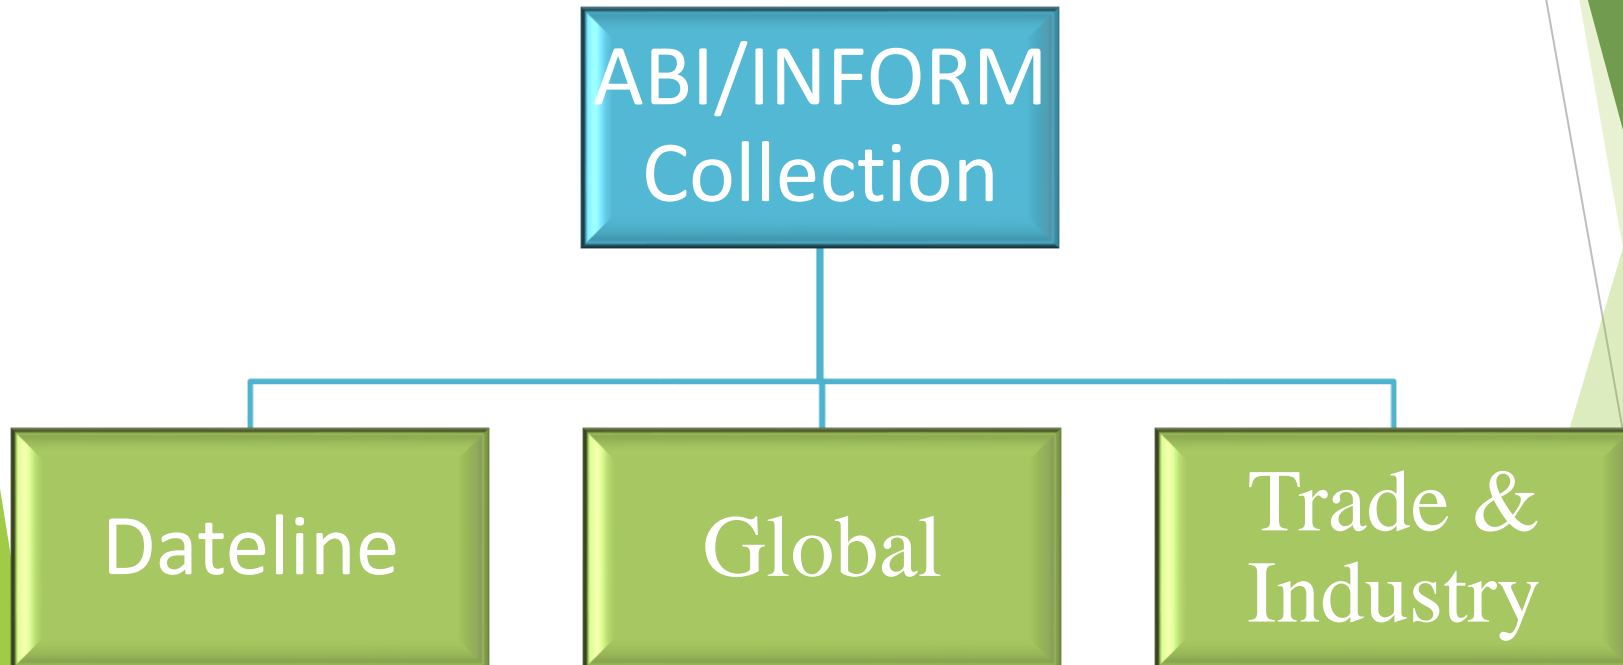 ABI/INFORM
Collection
Dateline
Global
Trade &
Industry